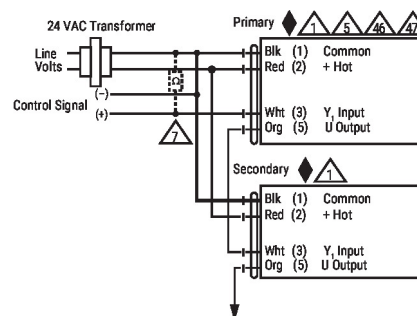 24 VAC Transformer
Primary 1 5 46 47
Line Volts
Blk (1) Common
Red (2) + Hot
(–)
Control Signal (+)
Ω
Wht (3) Y₁ Input
Org (5) U Output
7
Secondary 1
Blk (1) Common
Red (2) + Hot
Wht (3) Y₁ Input
Org (5) U Output